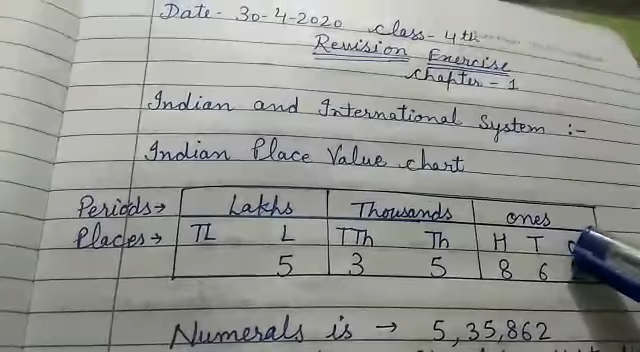 Date- 30-4-2020 class- 4th
Revision Exercise
chapter-1
Indian and International System :-
Indian Place Value chart
Periods→ Lakhs Thousands ones
Places→ TL L TTh Th H T
5 3 5 8 6
Numerals is → 5,35,862